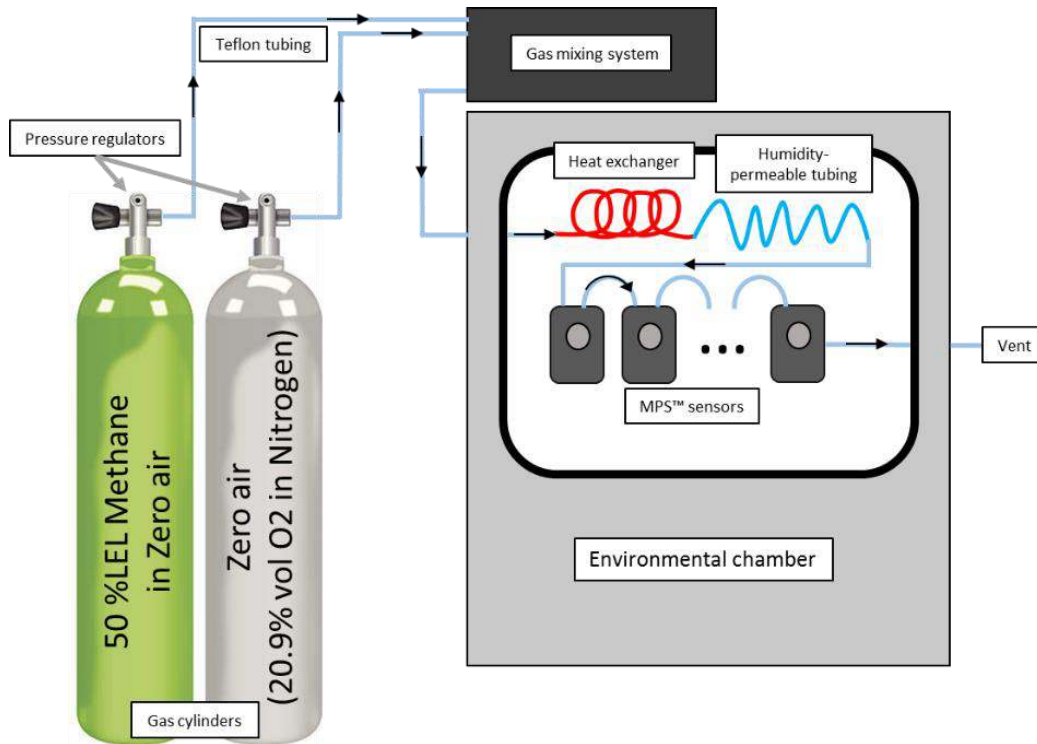 Teflon tubing
Gas mixing system
Pressure regulators
Heat exchanger
Humidity-
permeable tubing
MPS™ sensors
Vent
Environmental chamber
50 %LEL Methane
in Zero air
Zero air
(20.9% vol O2 in Nitrogen)
Gas cylinders